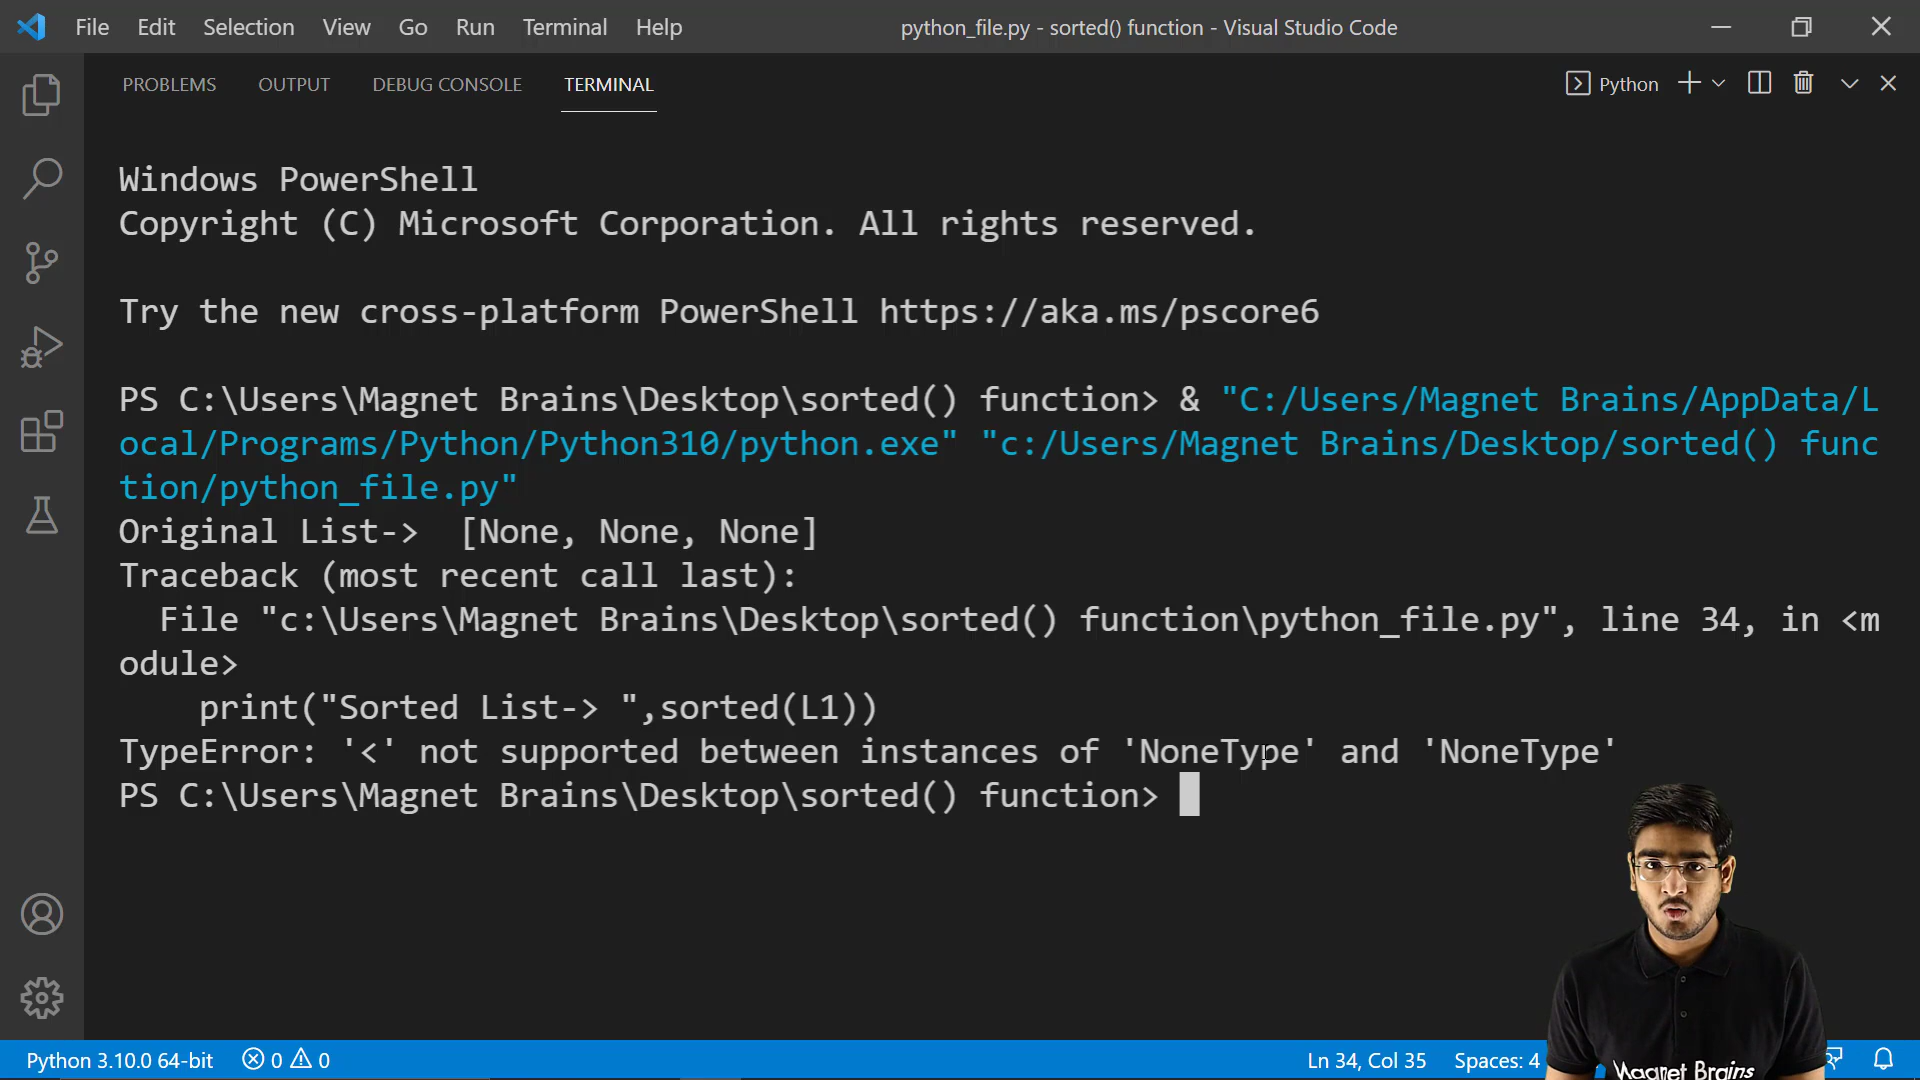 File Edit Selection View Go Run Terminal Help python_file.py - sorted() function - Visual Studio Code
PROBLEMS OUTPUT DEBUG CONSOLE TERMINAL Python
Windows PowerShell
Copyright (C) Microsoft Corporation. All rights reserved.
Try the new cross-platform PowerShell https://aka.ms/pscore6
PS C:\Users\Magnet Brains\Desktop\sorted() function> & "C:/Users/Magnet Brains/AppData/L
ocal/Programs/Python/Python310/python.exe" "c:/Users/Magnet Brains/Desktop/sorted() func
tion/python_file.py"
Original List->  [None, None, None]
Traceback (most recent call last):
  File "c:\Users\Magnet Brains\Desktop\sorted() function\python_file.py", line 34, in <m
odule>
    print("Sorted List-> ",sorted(L1))
TypeError: '<' not supported between instances of 'NoneType' and 'NoneType'
PS C:\Users\Magnet Brains\Desktop\sorted() function>
Magnet Brains
Python 3.10.0 64-bit 0 0 Ln 34, Col 35 Spaces: 4